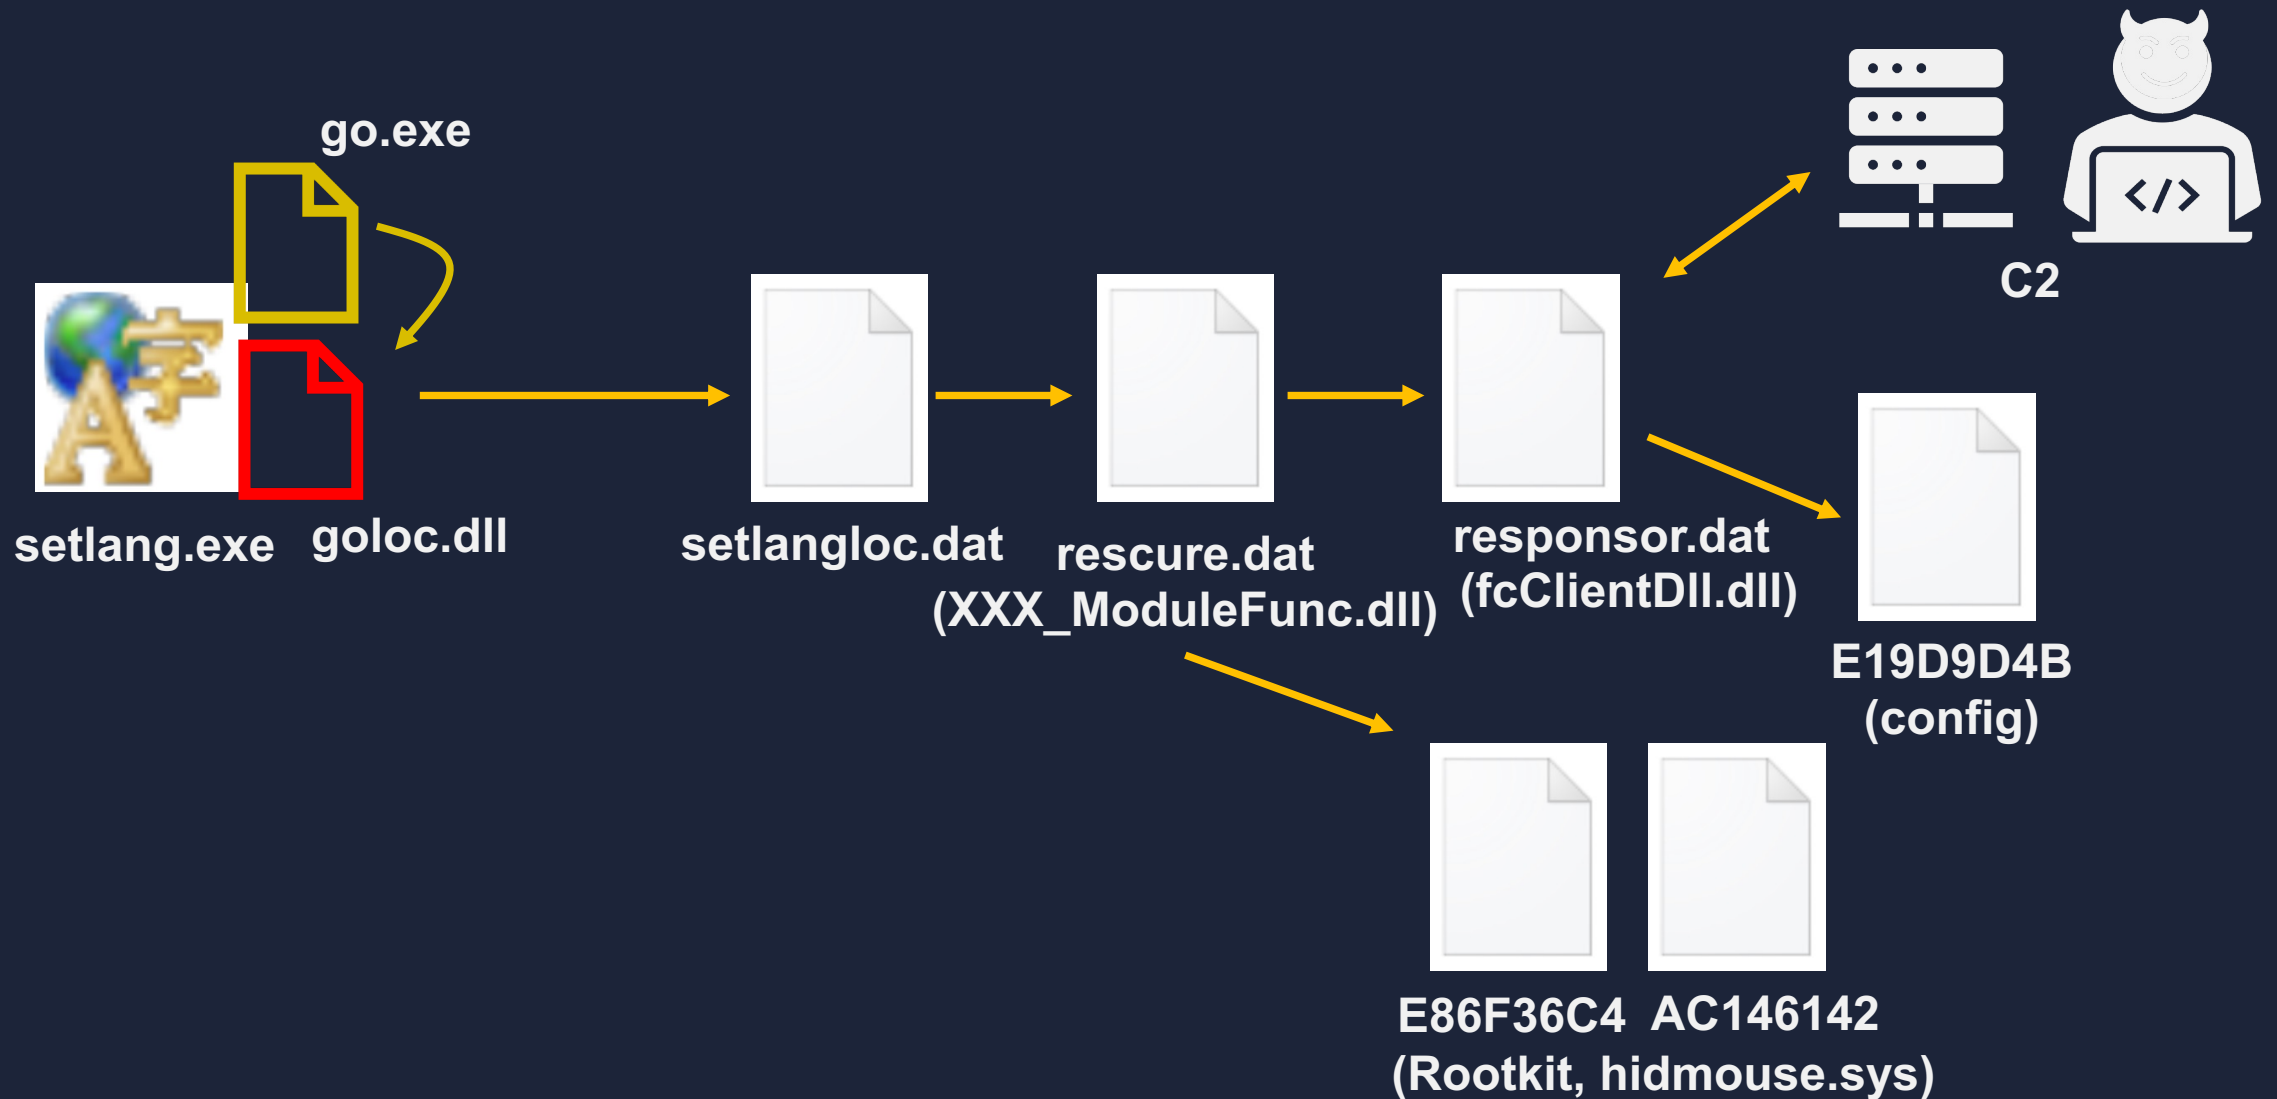 go.exe
C2
setlang.exe
goloc.dll
setlangloc.dat
rescure.dat
(XXX_ModuleFunc.dll)
responsor.dat
(fcClientDll.dll)
E19D9D4B
(config)
E86F36C4 AC146142
(Rootkit, hidmouse.sys)